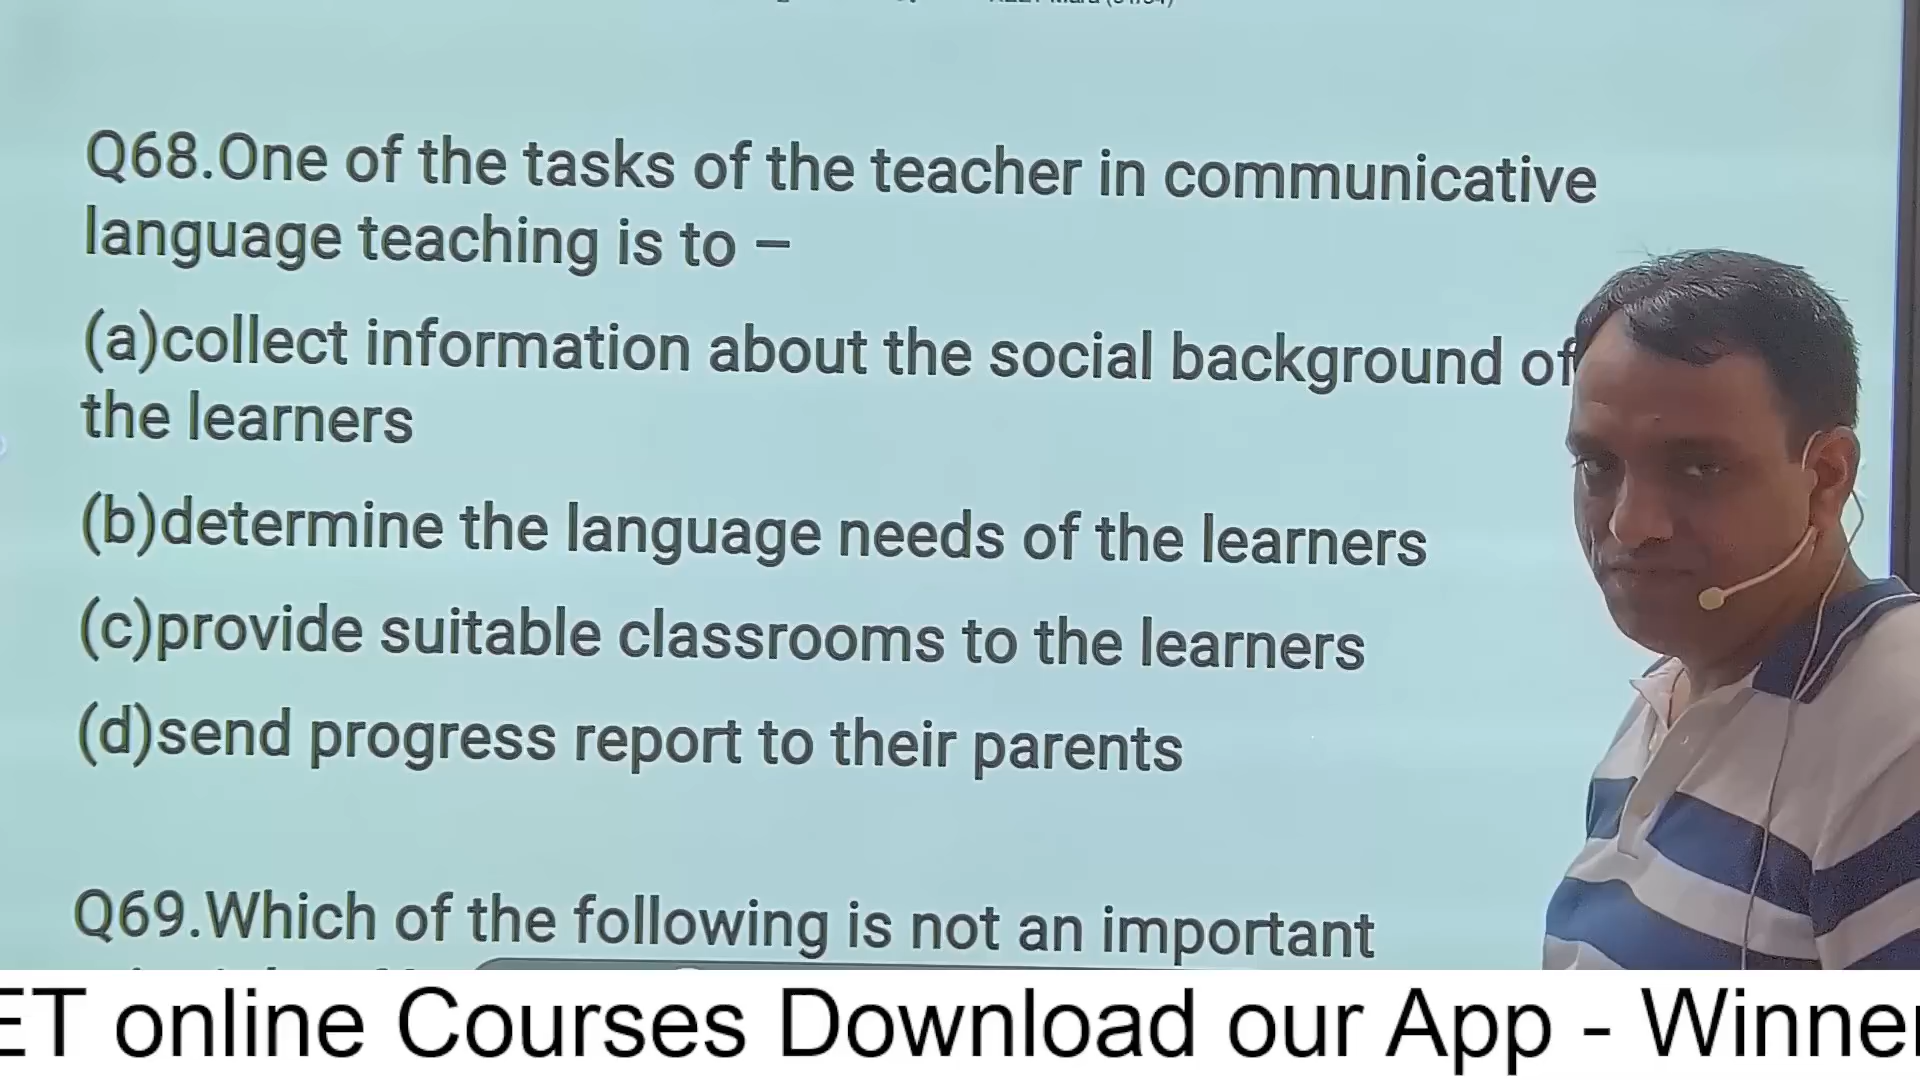 Q68.One of the tasks of the teacher in communicative
language teaching is to –
(a)collect information about the social background of
the learners
(b)determine the language needs of the learners
(c)provide suitable classrooms to the learners
(d)send progress report to their parents
Q69.Which of the following is not an important
ET online Courses Download our App - Winner